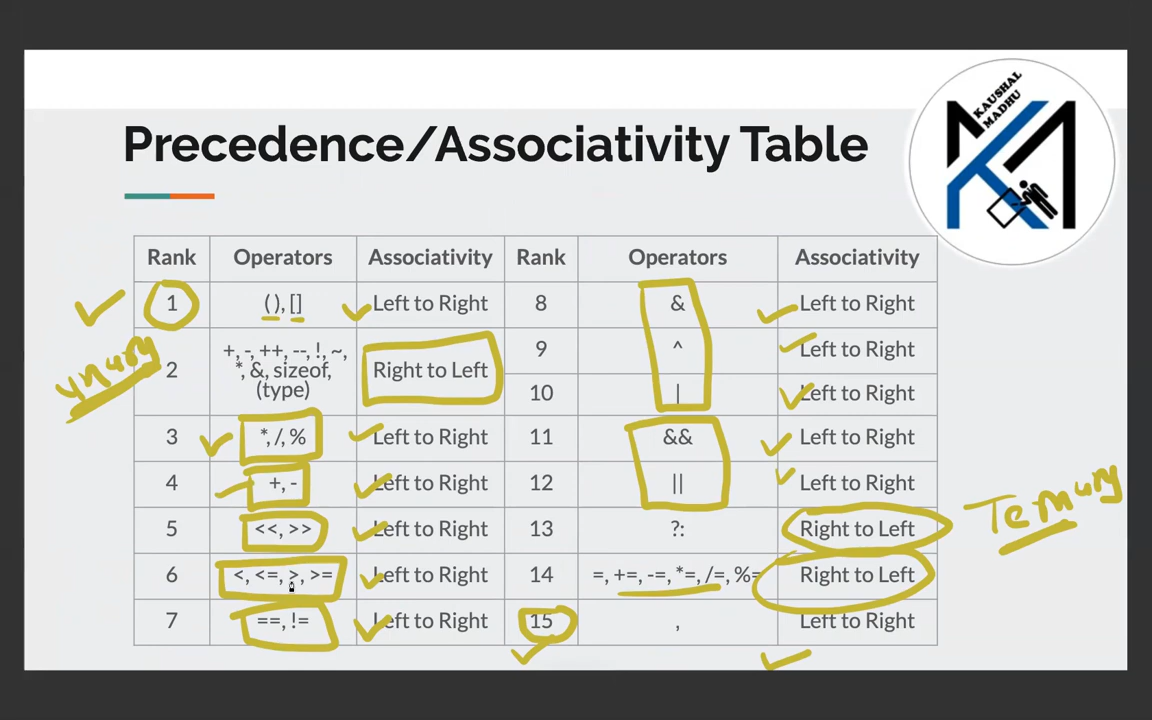 KAUSHAL
MADHU
Precedence/Associativity Table
Rank Operators Associativity Rank Operators Associativity
1 ( ), [] Left to Right 8 & Left to Right
2 +, -, ++, --, !, ~, *, &, sizeof, (type) Right to Left 9 ^ Left to Right
10 | Left to Right
3 *, /, % Left to Right 11 && Left to Right
4 +, - Left to Right 12 || Left to Right
5 <<, >> Left to Right 13 ?: Right to Left
6 <, <=, >, >= Left to Right 14 =, +=, -=, *=, /=, %= Right to Left
7 ==, != Left to Right 15 , Left to Right
unary